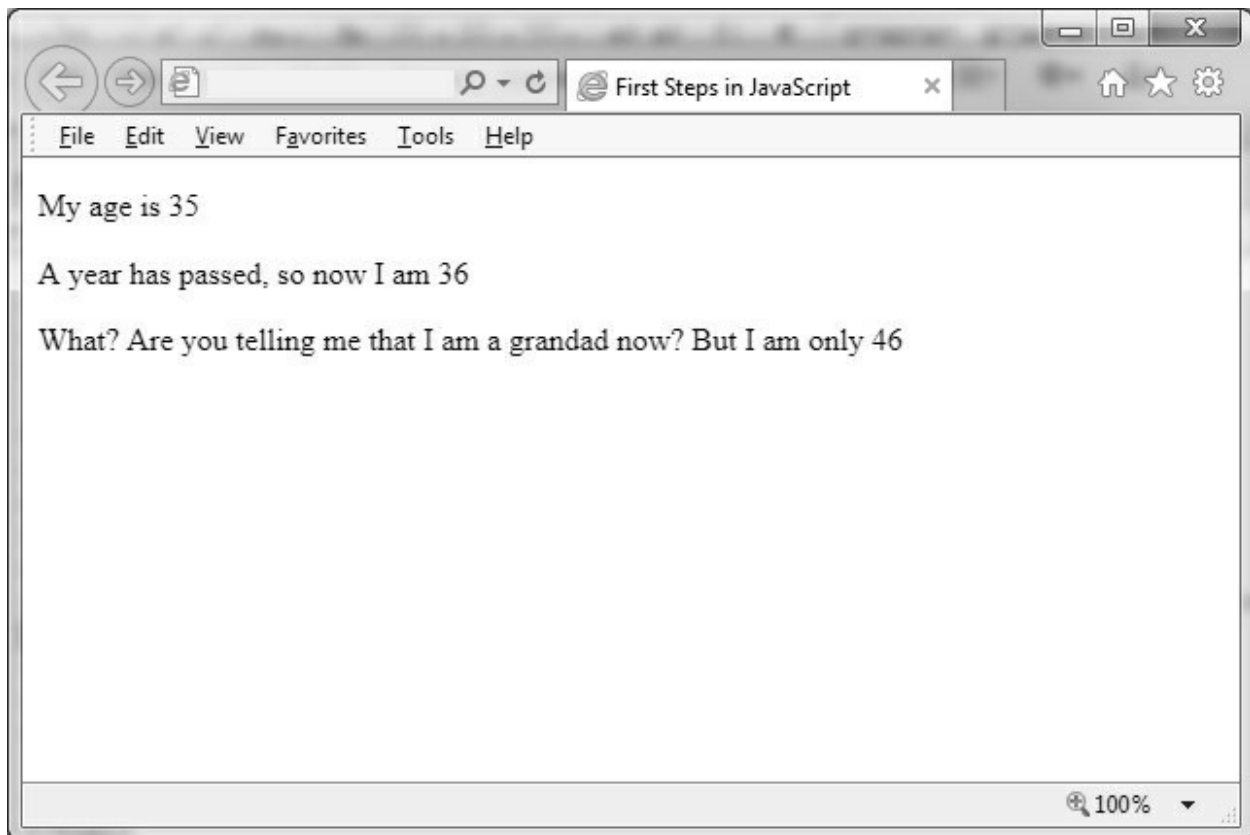 First Steps in JavaScript
File Edit View Favorites Tools Help
My age is 35
A year has passed, so now I am 36
What? Are you telling me that I am a grandad now? But I am only 46
100%